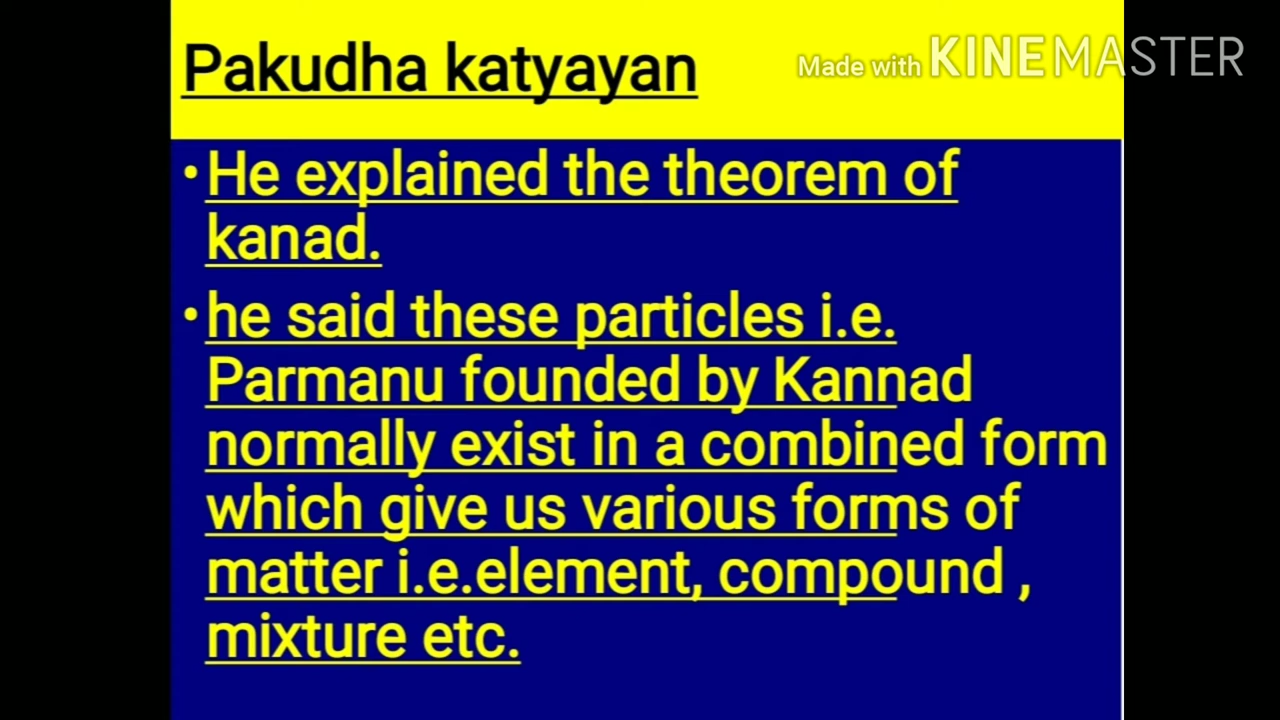 Pakudha katyayan
Made with KINEMASTER
•He explained the theorem of
kanad.
•he said these particles i.e.
Parmanu founded by Kannad
normally exist in a combined form
which give us various forms of
matter i.e.element, compound ,
mixture etc.